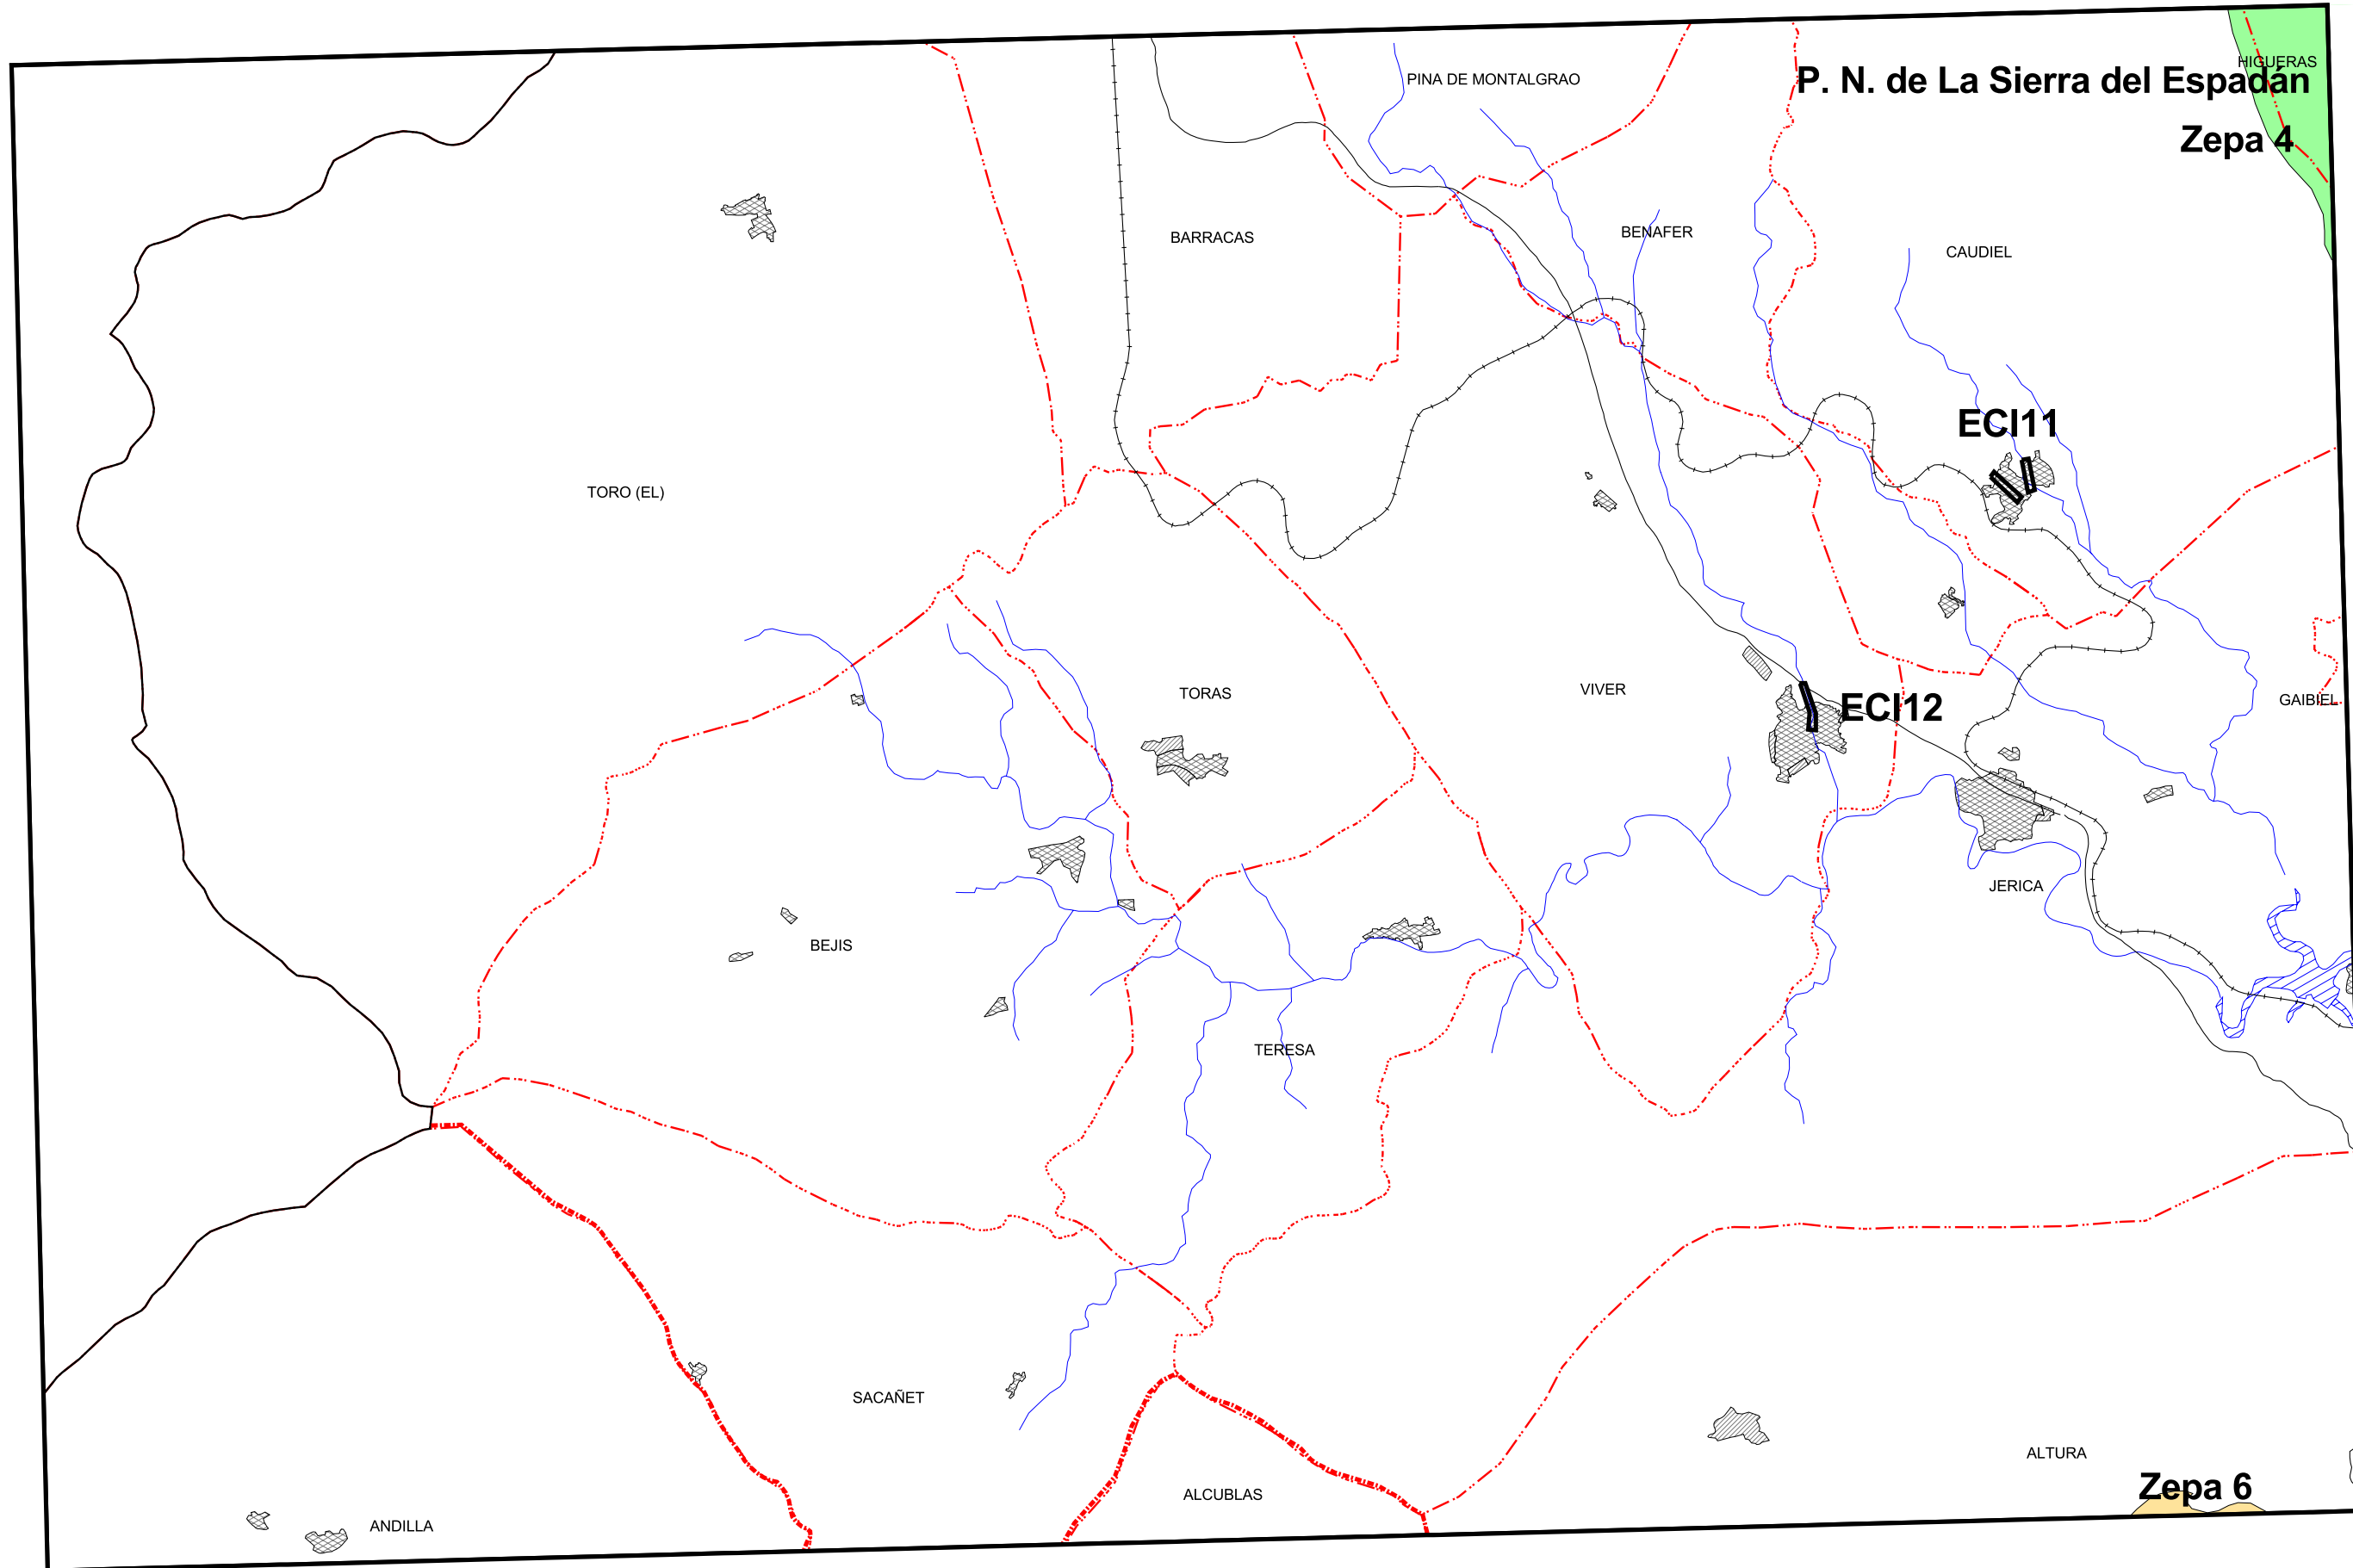 HIGUERAS
PINA DE MONTALGRAO
P. N. de La Sierra del Espadán
Zepa 4
BARRACAS
BENAFER
CAUDIEL
ECI11
TORO (EL)
TORAS
VIVER
GAIBIEL
ECI12
JERICA
BEJIS
TERESA
SACAÑET
ALTURA
Zepa 6
ALCUBLAS
ANDILLA